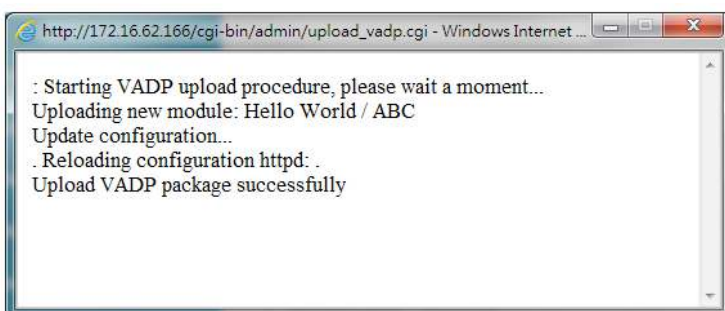 http://172.16.62.166/cgi-bin/admin/upload_vadp.cgi - Windows Internet ...
: Starting VADP upload procedure, please wait a moment...
Uploading new module: Hello World / ABC
Update configuration...
. Reloading configuration httpd: .
Upload VADP package successfully